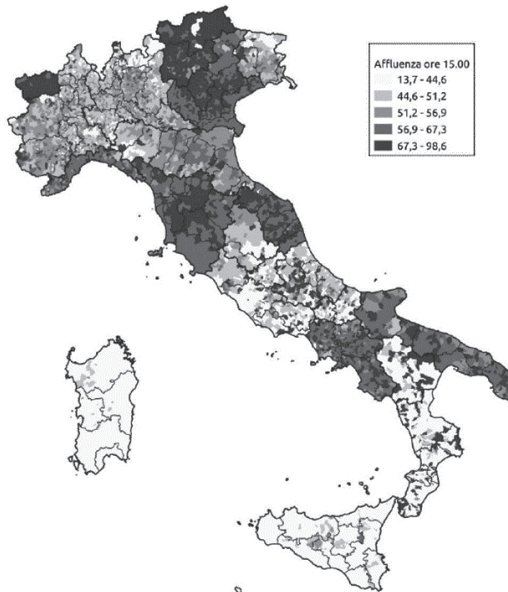 Affluenza ore 15.00
13,7 - 44,6
44,6 - 51,2
51,2 - 56,9
56,9 - 67,3
67,3 - 98,6